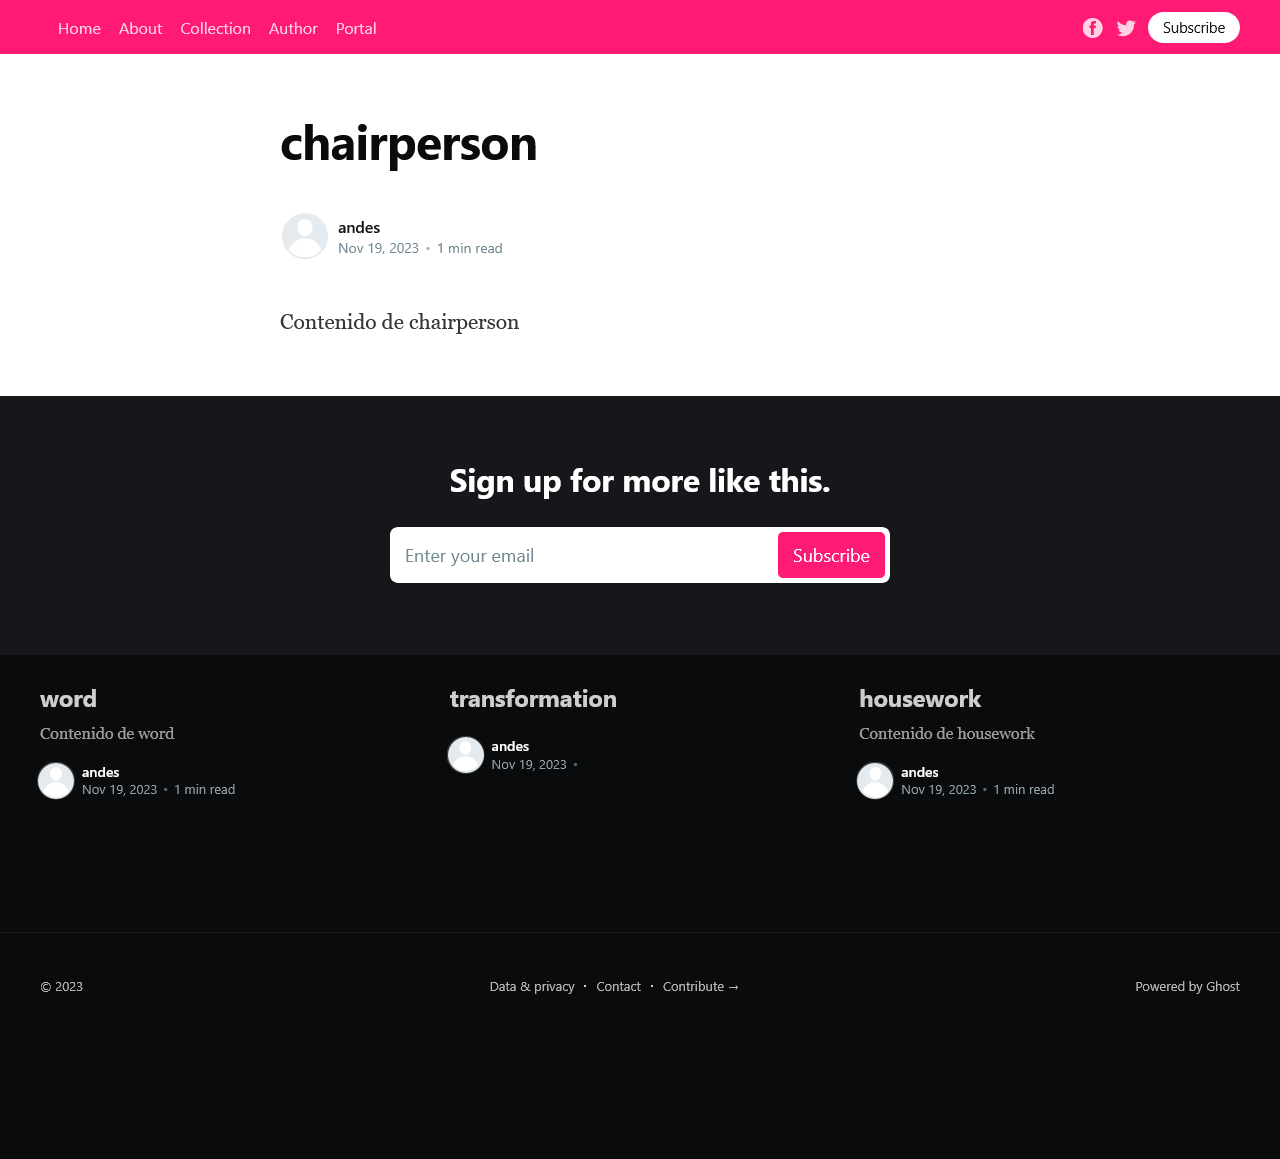 Home About Collection Author Portal Subscribe
chairperson
andes
Nov 19, 2023 • 1 min read
Contenido de chairperson
Sign up for more like this.
Enter your email Subscribe
word
Contenido de word
andes
Nov 19, 2023 • 1 min read
transformation
andes
Nov 19, 2023 •
housework
Contenido de housework
andes
Nov 19, 2023 • 1 min read
© 2023 Data & privacy • Contact • Contribute → Powered by Ghost